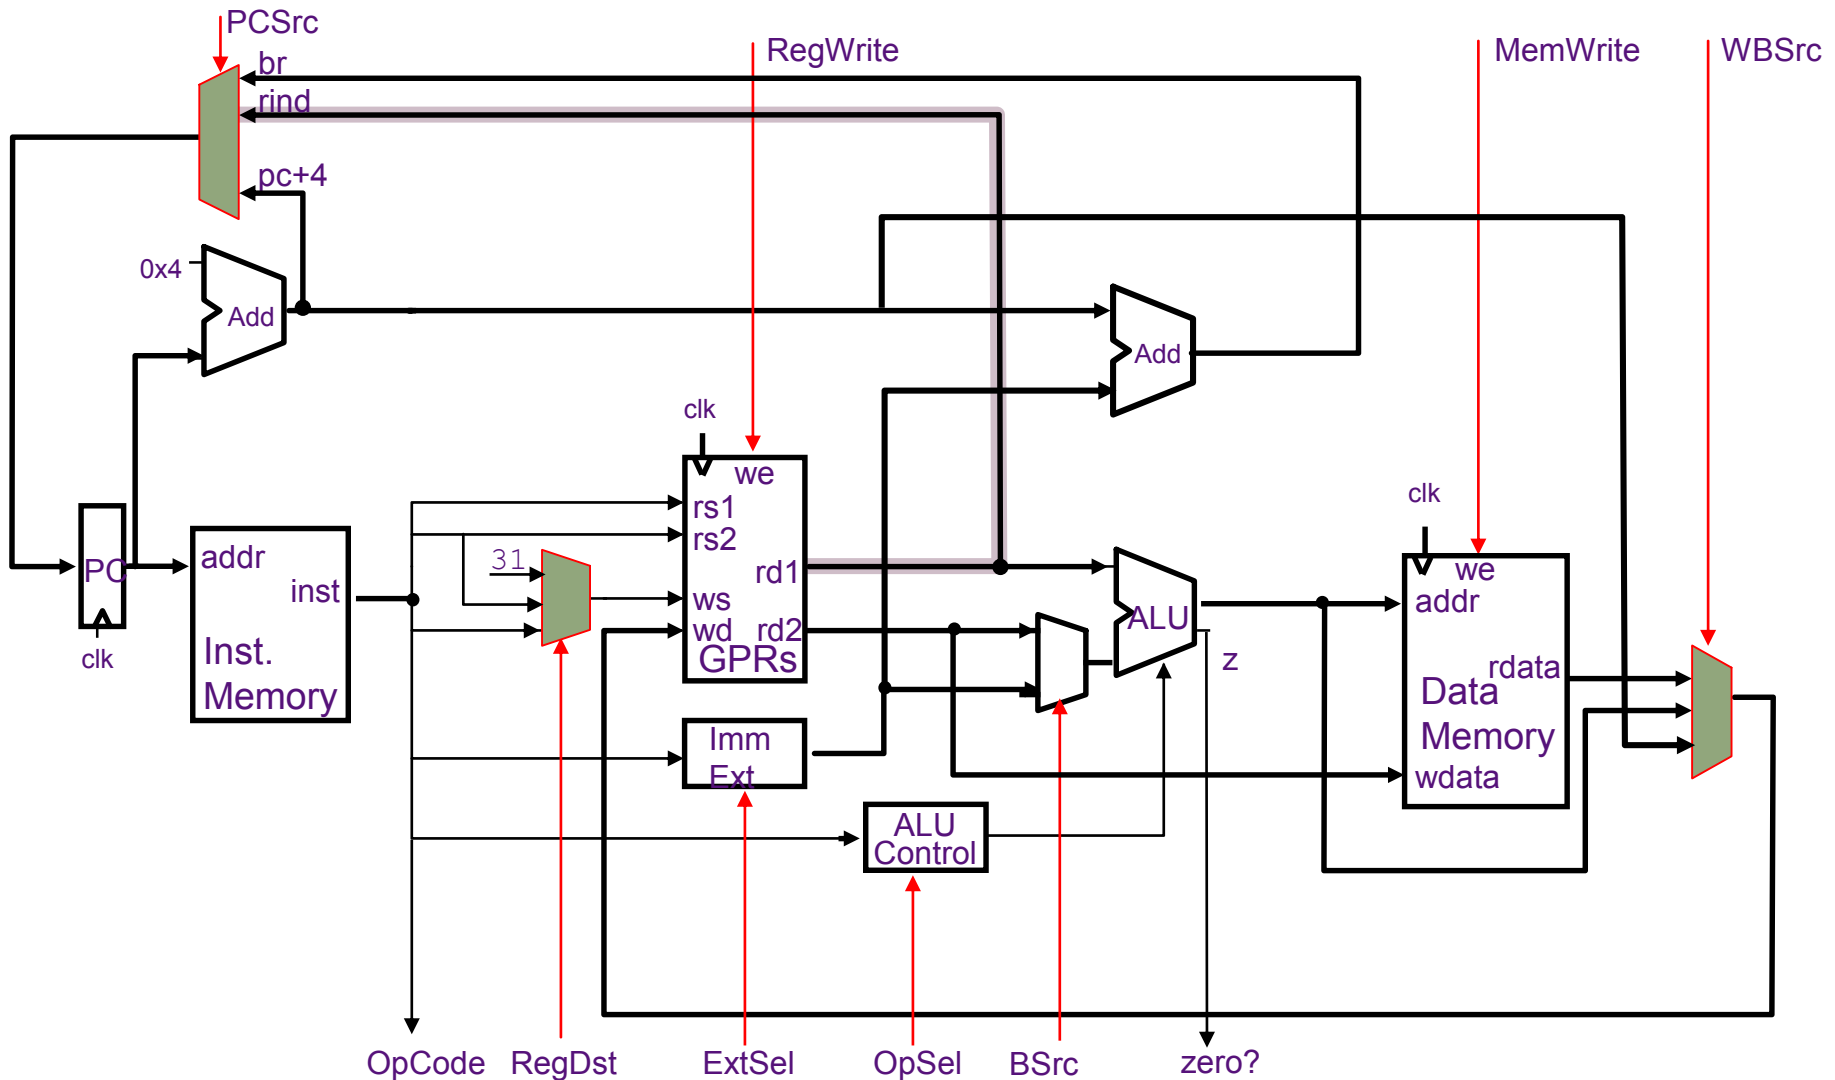 PCSrc
RegWrite
MemWrite
WBSrc
br
rind
pc+4
0x4
Add
Add
clk
we
rs1
rs2
31
rd1
ws
wd
rd2
GPRs
PC
clk
addr
inst
Inst.
Memory
ALU
z
clk
we
addr
rdata
Data
Memory
wdata
Imm
Ext
ALU
Control
OpCode
RegDst
ExtSel
OpSel
BSrc
zero?